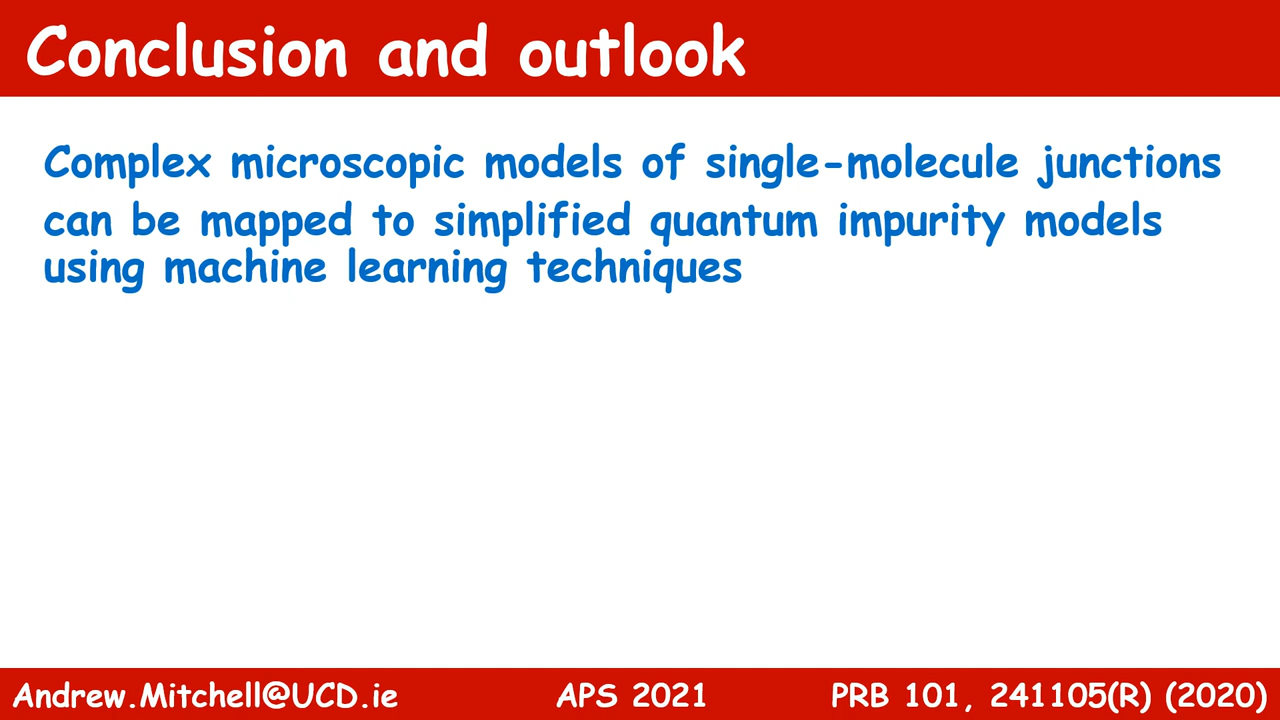 Conclusion and outlook
Complex microscopic models of single-molecule junctions
can be mapped to simplified quantum impurity models
using machine learning techniques
Andrew.Mitchell@UCD.ie APS 2021 PRB 101, 241105(R) (2020)